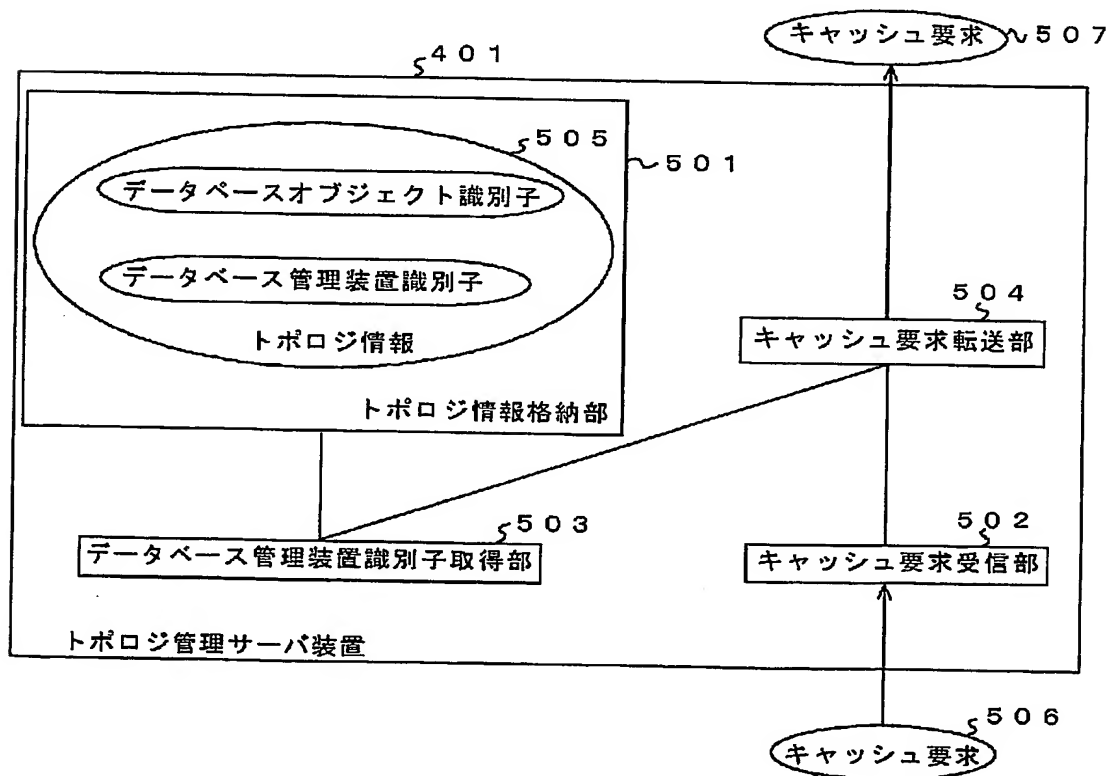 キャッシュ要求
507
401
505
501
データベースオブジェクト識別子
データベース管理装置識別子
トポロジ情報
トポロジ情報格納部
504
キャッシュ要求転送部
503
データベース管理装置識別子取得部
502
キャッシュ要求受信部
トポロジ管理サーバ装置
506
キャッシュ要求